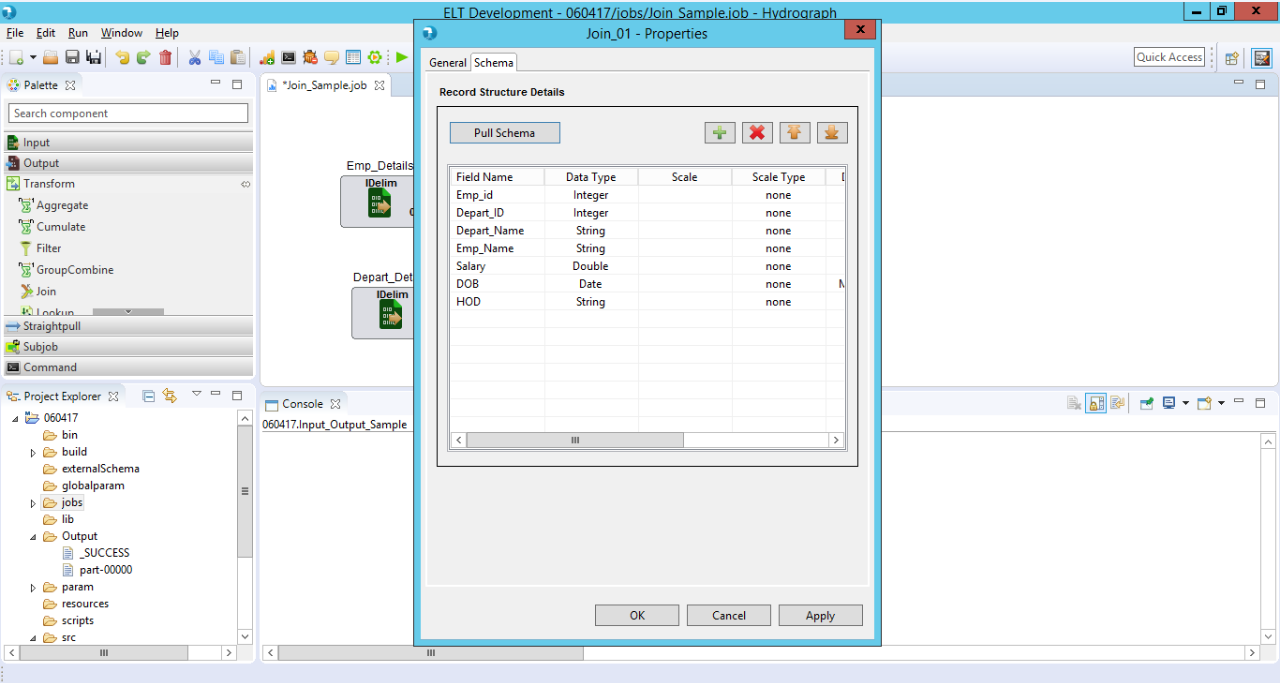 ELT Development - 060417/jobs/Join_Sample.job - Hydrograph
File Edit Run Window Help
Quick Access
Palette
Search component
Input
Output
Transform
Aggregate
Cumulate
Filter
GroupCombine
Join
Lookup
Straightpull
Subjob
Command
*Join_Sample.job
Emp_Details
IDelim
Depart_Det
IDelim
Join_01 - Properties
General Schema
Record Structure Details
Pull Schema
Field Name Data Type Scale Scale Type
Emp_id Integer none
Depart_ID Integer none
Depart_Name String none
Emp_Name String none
Salary Double none
DOB Date none
HOD String none
OK Cancel Apply
Project Explorer
060417
bin
build
externalSchema
globalparam
jobs
lib
Output
_SUCCESS
part-00000
param
resources
scripts
src
Console
060417.Input_Output_Sample